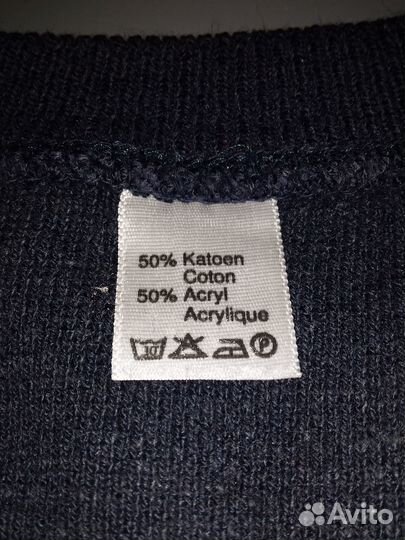 50% Katoen
Coton
50% Acryl
Acrylique
P
Avito